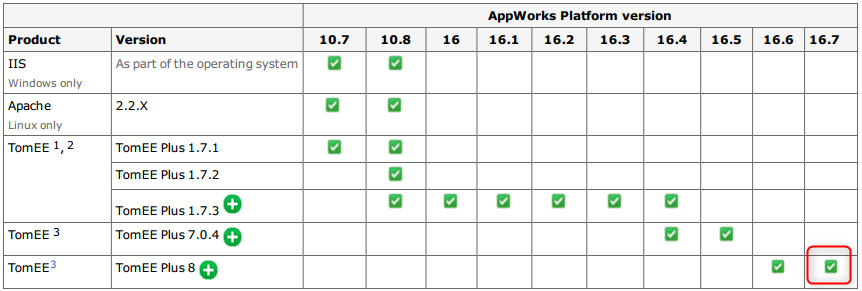 AppWorks Platform version
Product Version 10.7 10.8 16 16.1 16.2 16.3 16.4 16.5 16.6 16.7
IIS As part of the operating system
Windows only
Apache 2.2.X
Linux only
TomEE 1, 2 TomEE Plus 1.7.1
TomEE Plus 1.7.2
TomEE Plus 1.7.3
TomEE 3 TomEE Plus 7.0.4
TomEE3 TomEE Plus 8